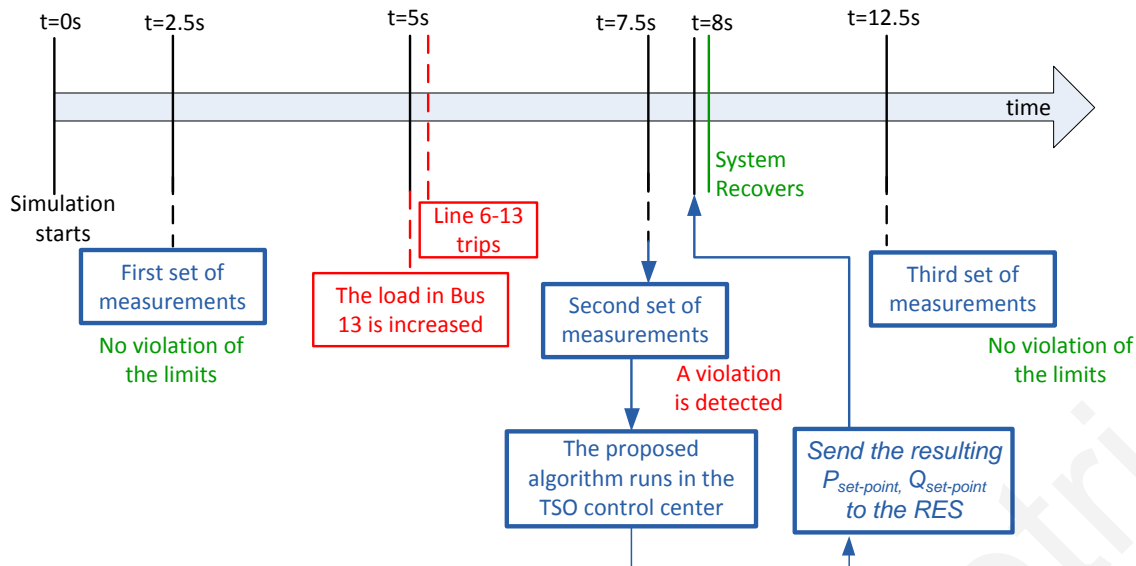 t=0s
t=2.5s
t=5s
t=7.5s
t=8s
t=12.5s
time
Simulation
starts
System
Recovers
Line 6-13
trips
First set of
measurements
No violation of
the limits
The load in Bus
13 is increased
Second set of
measurements
A violation
is detected
Third set of
measurements
No violation of
the limits
The proposed
algorithm runs in the
TSO control center
Send the resulting
Pset-point, Qset-point
to the RES